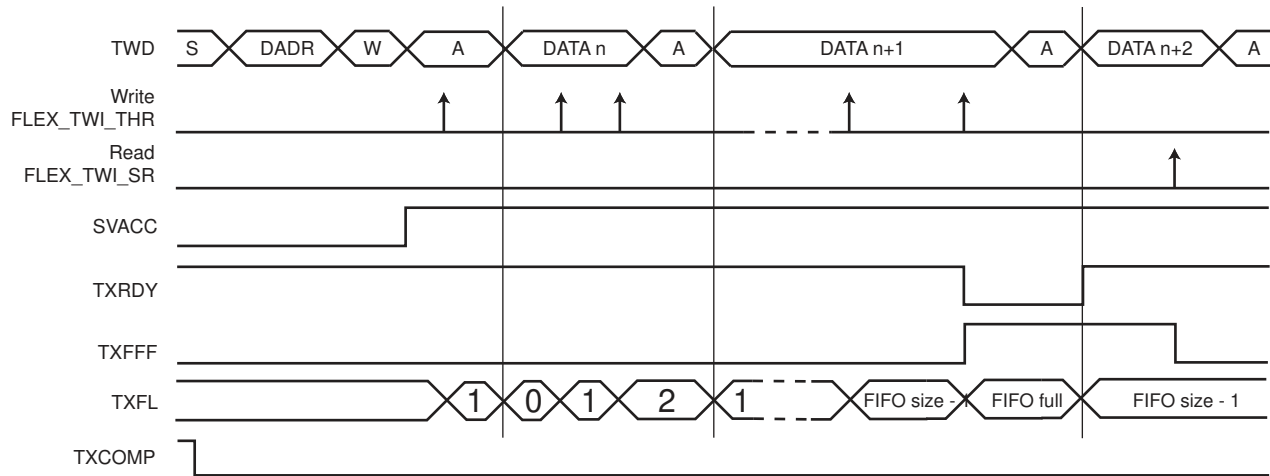 TWD S DADR W A DATA n A DATA n+1 A DATA n+2 A
Write
FLEX_TWI_THR
Read
FLEX_TWI_SR
SVACC
TXRDY
TXFFF
TXFL 1 0 1 2 1 FIFO size - 1 FIFO full FIFO size - 1
TXCOMP